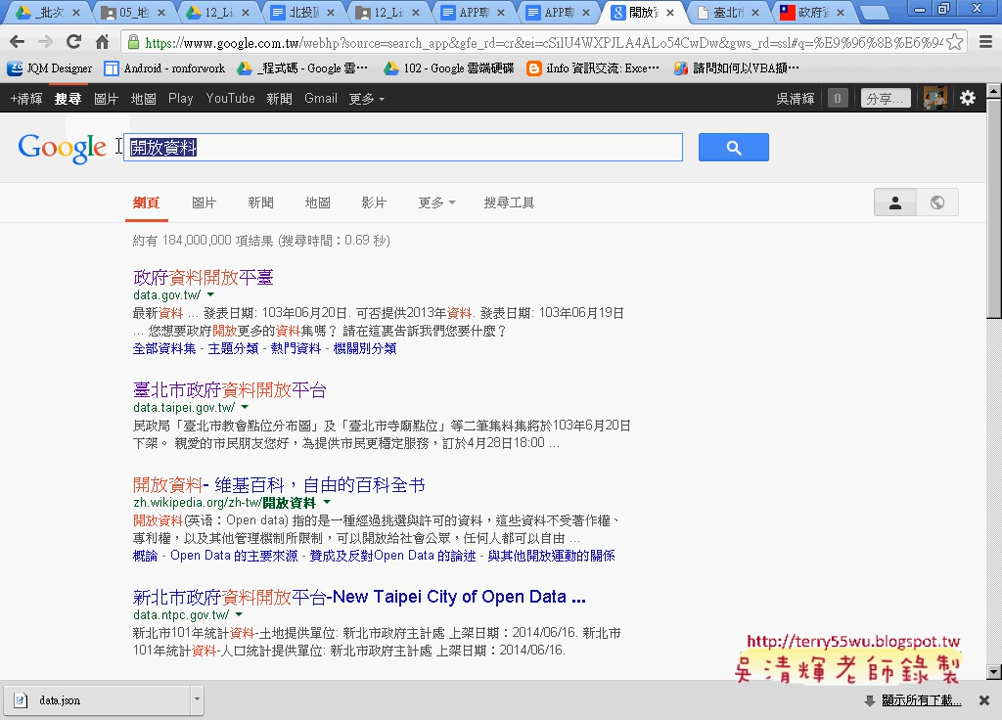 _批次
05_地
12_Li
北投
12_Li
APP專
APP專
開放
臺北市
政府
https://www.google.com.tw/webhp?source=search_app&gfe_rd=cr&ei=cSilU4WXPJLA4ALo54CwDw&gws_rd=ssl#q=%E9%96%8B%E6%94
JQM Designer
Android - ronforwork
_程式碼 - Google 雲…
102 - Google 雲端硬碟
iInfo 資訊交流: Exce…
請問如何以VBA擷…
+清輝 搜尋 圖片 地圖 Play YouTube 新聞 Gmail 更多
吳清輝 0 分享...
Google 開放資料
網頁 圖片 新聞 地圖 影片 更多 搜尋工具
約有 184,000,000 項結果 (搜尋時間：0.69 秒)
政府資料開放平臺
data.gov.tw/
最新資料 ... 發表日期: 103年06月20日. 可否提供2013年資料. 發表日期: 103年06月19日
... 您想要政府開放更多的資料集嗎？ 請在這裏告訴我們您要什麼？
全部資料集 - 主題分類 - 熱門資料 - 機關別分類
臺北市政府資料開放平台
data.taipei.gov.tw/
民政局「臺北市教會點位分布圖」及「臺北市寺廟點位」等二筆集料集將於103年6月20日
下架。 親愛的市民朋友您好，為提供市民更穩定服務，訂於4月28日18:00 ...
開放資料- 维基百科，自由的百科全书
zh.wikipedia.org/zh-tw/開放資料
開放資料(英语：Open data) 指的是一種經過挑選與許可的資料，這些資料不受著作權、
專利權，以及其他管理機制所限制，可以開放給社會公眾，任何人都可以自由 ...
概論 - Open Data 的主要來源 - 贊成及反對Open Data 的論述 - 與其他開放運動的關係
新北市政府資料開放平台-New Taipei City of Open Data ...
data.ntpc.gov.tw/
新北市101年統計資料-土地提供單位: 新北市政府主計處 上架日期：2014/06/16. 新北市
101年統計資料-人口統計提供單位: 新北市政府主計處 上架日期：2014/06/16.
http://terry55wu.blogspot.tw
吳清輝老師錄製
data.json
顯示所有下載...